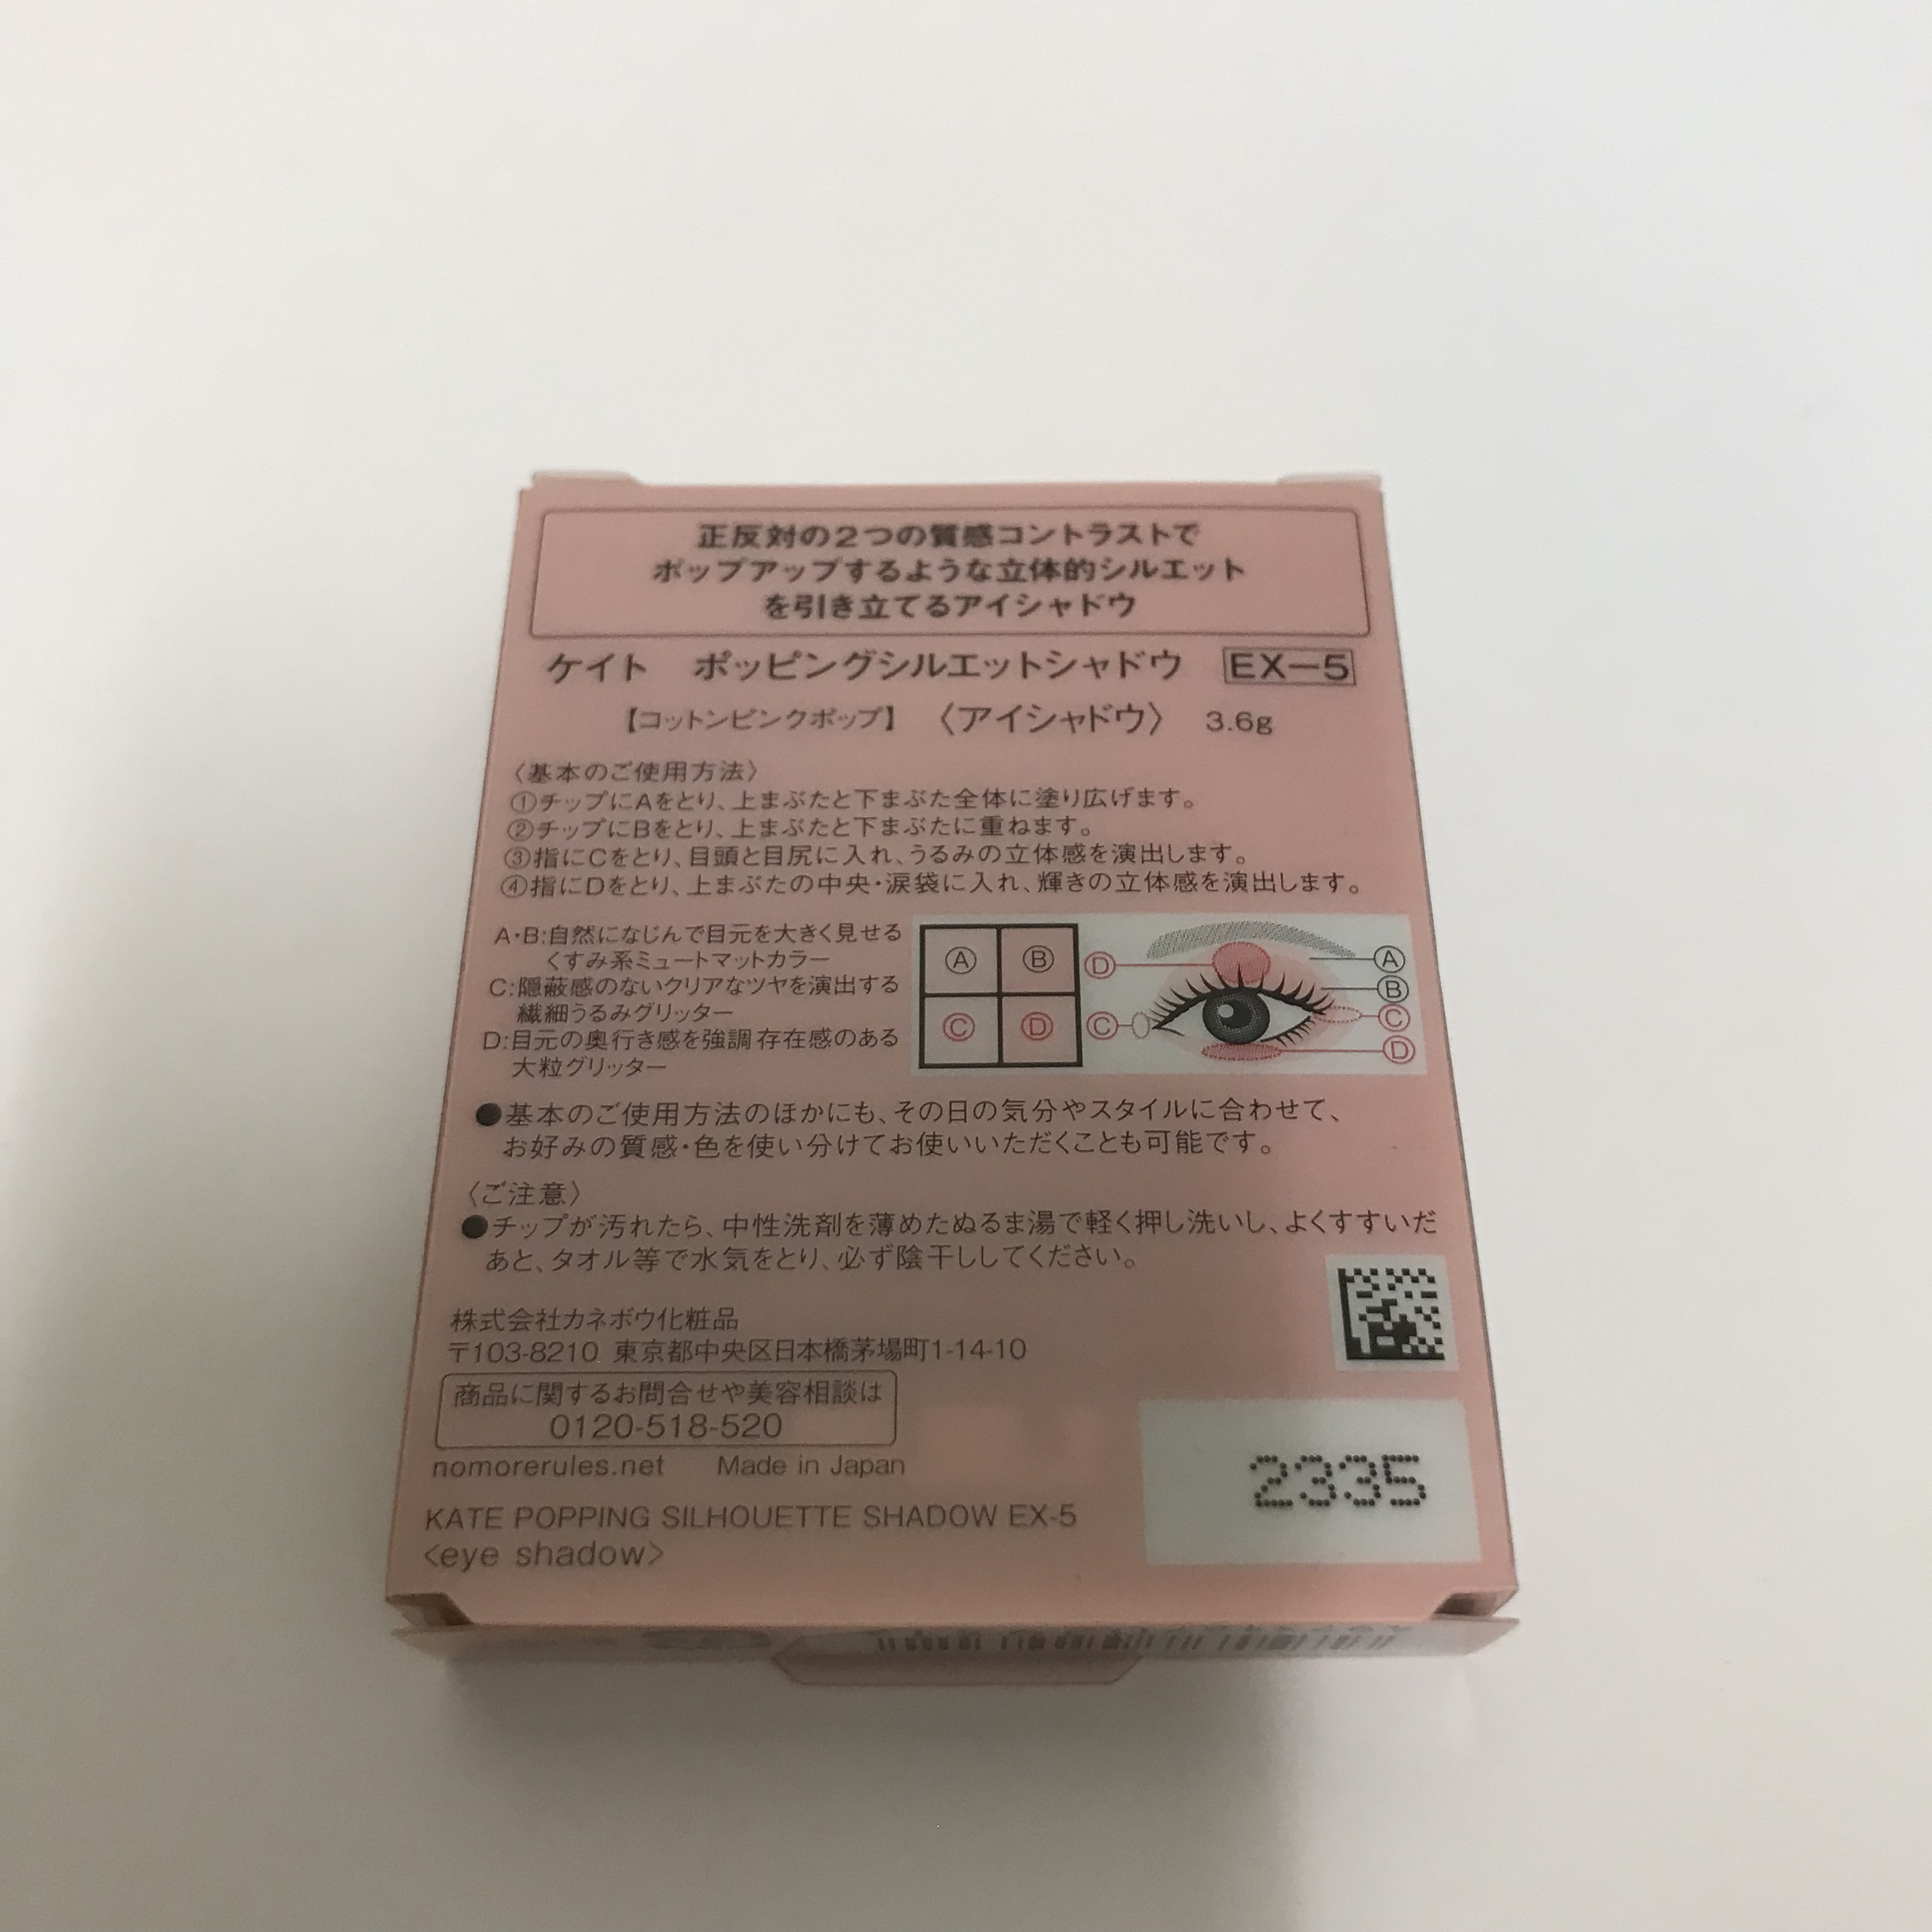 正反対の2つの質感コントラストで
ポップアップするような立体的シルエット
を引き立てるアイシャドウ
ケイト ポッピングシルエットシャドウ EX-5
【コットンピンクポップ】〈アイシャドウ〉 3.6g
〈基本のご使用方法〉
①チップにAをとり、上まぶたと下まぶた全体に塗り広げます。
②チップにBをとり、上まぶたと下まぶたに重ねます。
③指にCをとり、目頭と目尻に入れ、うるみの立体感を演出します。
④指にDをとり、上まぶたの中央・涙袋に入れ、輝きの立体感を演出します。
A・B:自然になじんで目元を大きく見せる
くすみ系ミュートマットカラー
C:隠蔽感のないクリアなツヤを演出する
繊細うるみグリッター
D:目元の奥行き感を強調 存在感のある
大粒グリッター
Ⓐ Ⓑ
Ⓒ Ⓓ
Ⓓ Ⓐ
Ⓑ
Ⓒ Ⓒ
Ⓓ
●基本のご使用方法のほかにも、その日の気分やスタイルに合わせて、
お好みの質感・色を使い分けてお使いいただくことも可能です。
〈ご注意〉
●チップが汚れたら、中性洗剤を薄めたぬるま湯で軽く押し洗いし、よくすすいだ
あと、タオル等で水気をとり、必ず陰干ししてください。
株式会社カネボウ化粧品
〒103-8210 東京都中央区日本橋茅場町1-14-10
商品に関するお問合せや美容相談は
0120-518-520
nomorerules.net Made in Japan
2335
KATE POPPING SILHOUETTE SHADOW EX-5
<eye shadow>